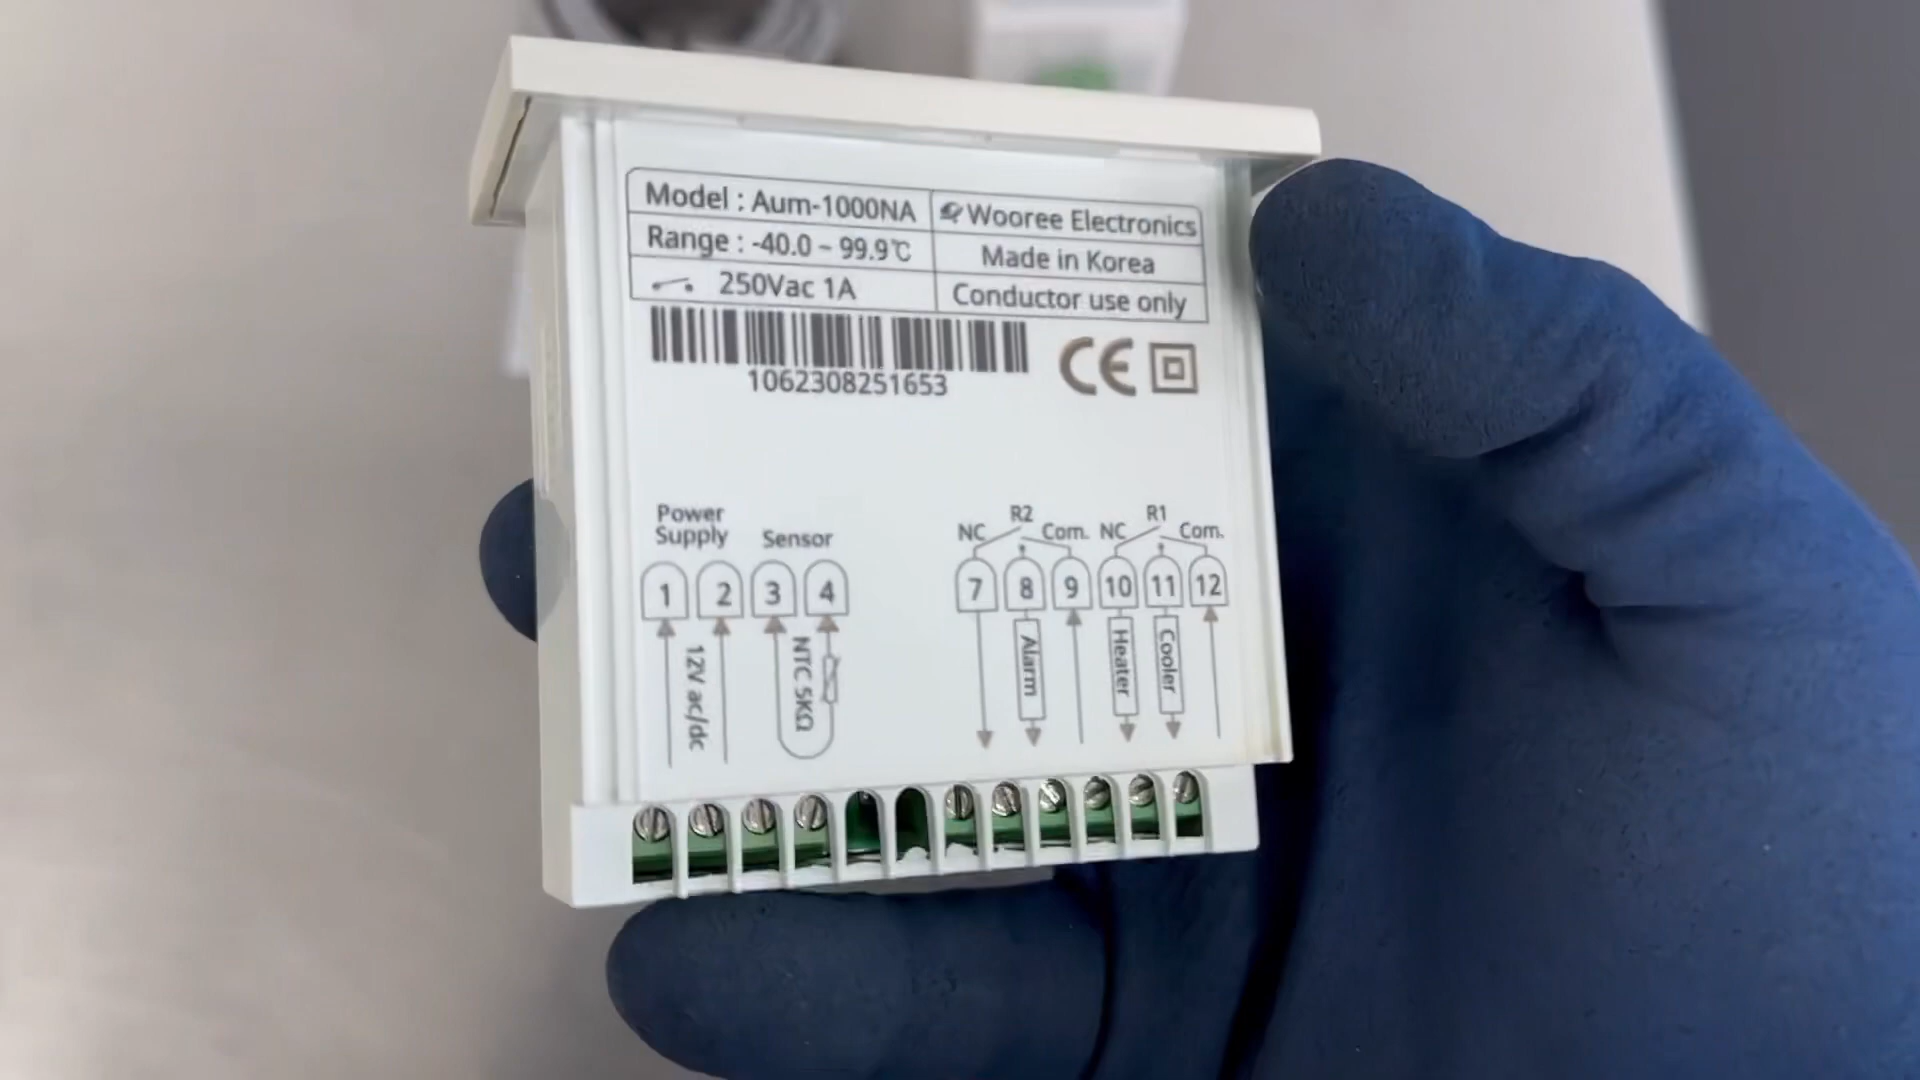 Model : Aum-1000NA
Wooree Electronics
Range : -40.0 ~ 99.9℃
Made in Korea
250Vac 1A
Conductor use only
1062308251653
CE
Power
Supply
Sensor
NC R2 Com.
NC R1 Com.
1 2 3 4 7 8 9 10 11 12
12V ac/dc
NTC 5KΩ
Alarm
Heater
Cooler